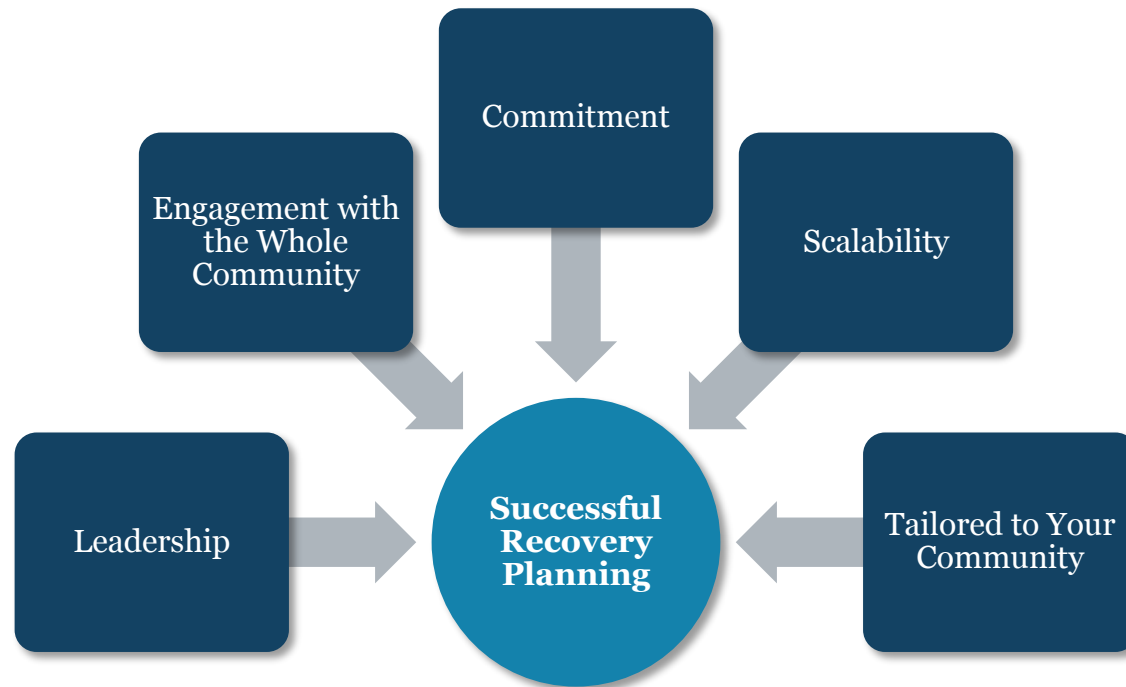 Commitment
Engagement with
the Whole
Community
Scalability
Leadership
Successful
Recovery
Planning
Tailored to Your
Community